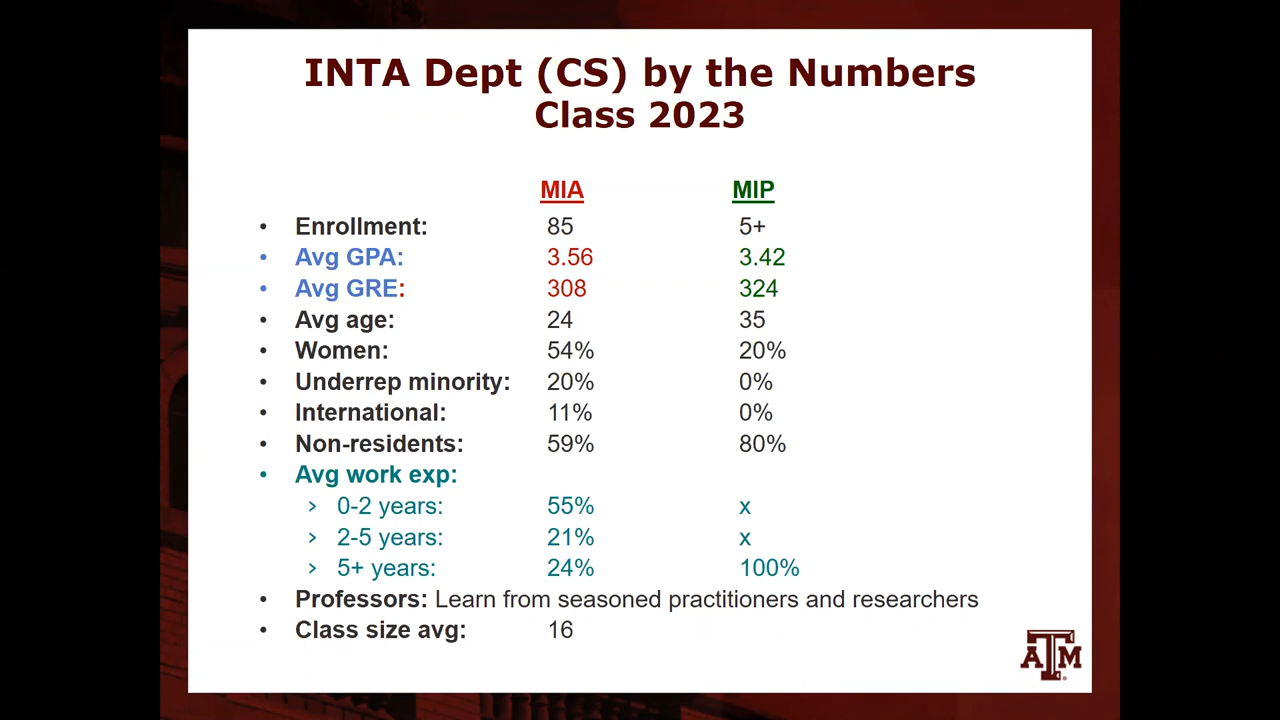 INTA Dept (CS) by the Numbers
Class 2023
MIA MIP
• Enrollment: 85 5+
• Avg GPA: 3.56 3.42
• Avg GRE: 308 324
• Avg age: 24 35
• Women: 54% 20%
• Underrep minority: 20% 0%
• International: 11% 0%
• Non-residents: 59% 80%
• Avg work exp:
› 0-2 years: 55% x
› 2-5 years: 21% x
› 5+ years: 24% 100%
• Professors: Learn from seasoned practitioners and researchers
• Class size avg: 16
ATM